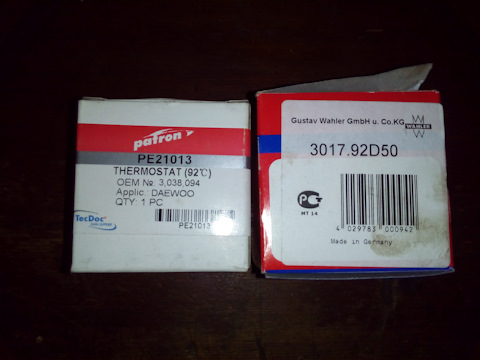 patron
PE21013
THERMOSTAT (92℃)
OEM №: 3,038,094
Applic: DAEWOO
QTY: 1 PC
TecDoc
PE21013
Gustav Wahler GmbH u. Co.KG
WAHLER
3017.92D50
PG
MT 14
4 029783 000942
Made in Germany